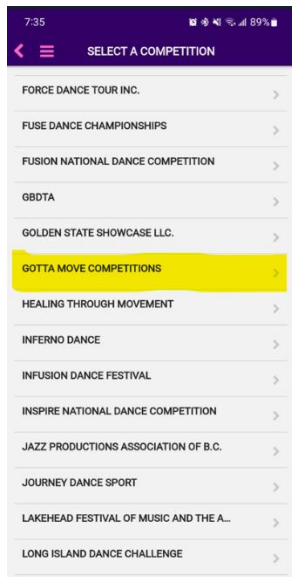 7:35 89%
SELECT A COMPETITION
FORCE DANCE TOUR INC.
FUSE DANCE CHAMPIONSHIPS
FUSION NATIONAL DANCE COMPETITION
GBDTA
GOLDEN STATE SHOWCASE LLC.
GOTTA MOVE COMPETITIONS
HEALING THROUGH MOVEMENT
INFERNO DANCE
INFUSION DANCE FESTIVAL
INSPIRE NATIONAL DANCE COMPETITION
JAZZ PRODUCTIONS ASSOCIATION OF B.C.
JOURNEY DANCE SPORT
LAKEHEAD FESTIVAL OF MUSIC AND THE A...
LONG ISLAND DANCE CHALLENGE